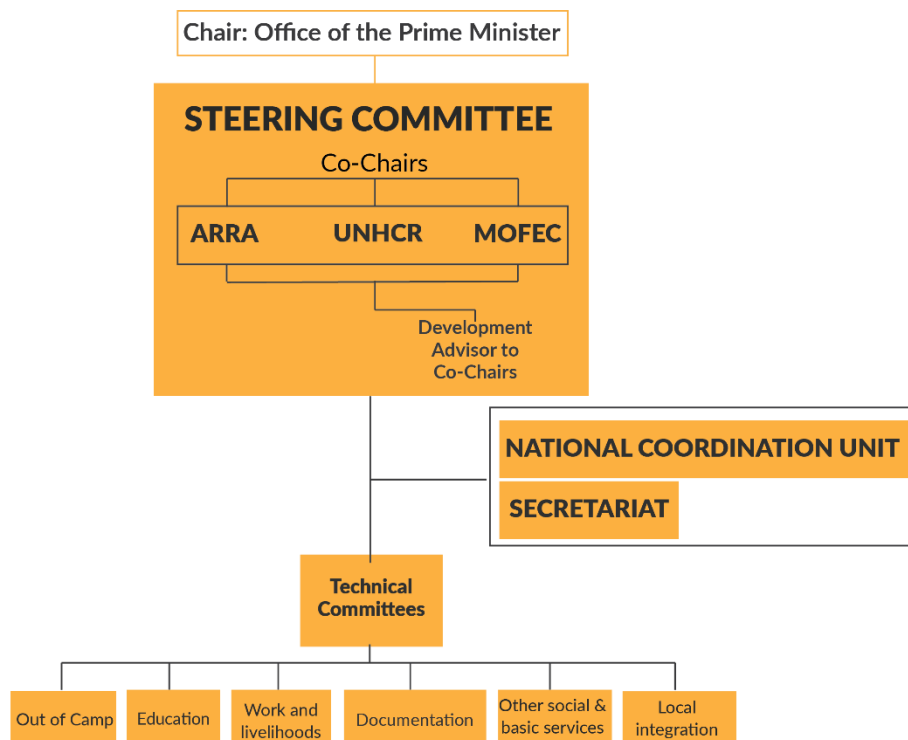 Chair: Office of the Prime Minister
STEERING COMMITTEE
Co-Chairs
ARRA UNHCR MOFEC
Development
Advisor to
Co-Chairs
NATIONAL COORDINATION UNIT
SECRETARIAT
Technical
Committees
Out of Camp
Education
Work and
livelihoods
Documentation
Other social &
basic services
Local
integration